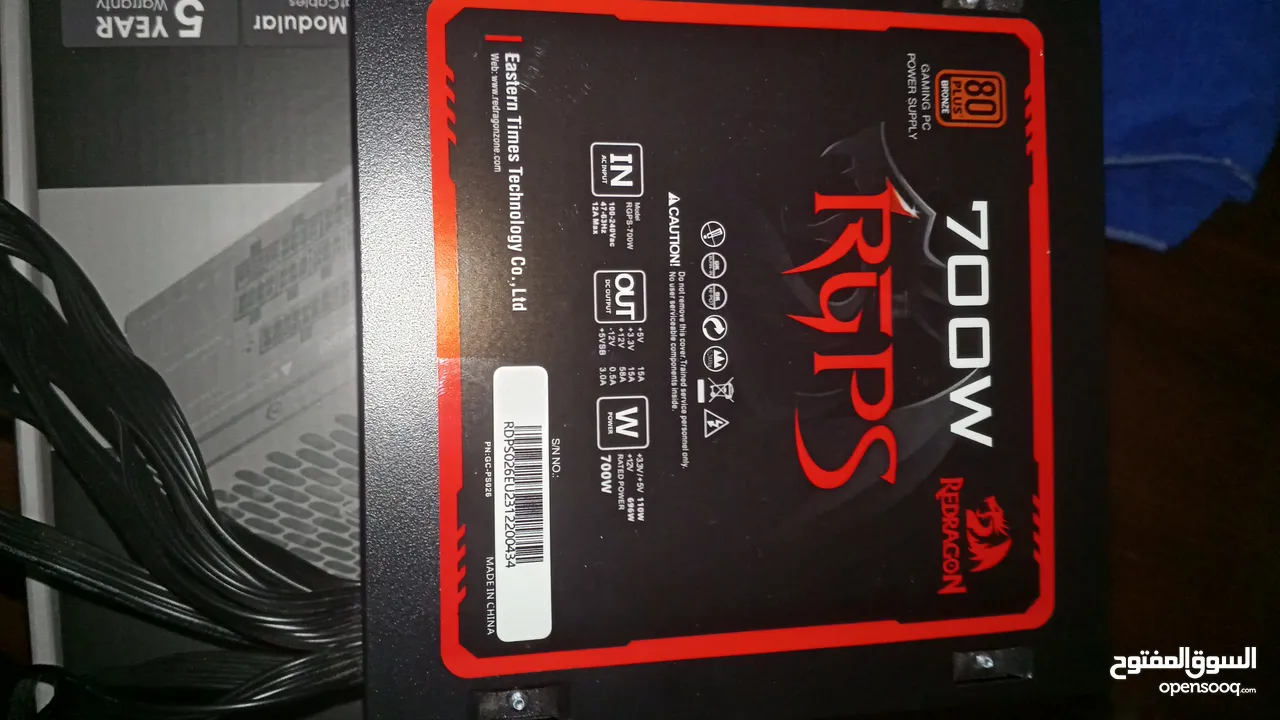 80
PLUS
BRONZE
GAMING PC
POWER SUPPLY
700W
REDRAGON
RGPS
CAUTION! Do not remove this cover. Trained service personnel only.
No user serviceable components inside.
IN
AC INPUT
Model
RGPS-700W
100-240Vac
47-63Hz
12A Max
OUT
DC OUTPUT
+5V 15A
+3.3V 15A
+12V 58A
-12V 0.5A
+5VSB 3.0A
W
POWER
+3.3V/+5V 110W
+12V 696W
RATED POWER
700W
Eastern Times Technology Co.,Ltd
Web: www.redragonzone.com
S/N NO.:
RDPS026EU2312200434
PN:GC-PS026
MADE IN CHINA
5 YEAR
Warranty
Modular
Cables
السوق المفتوح
opensooq.com